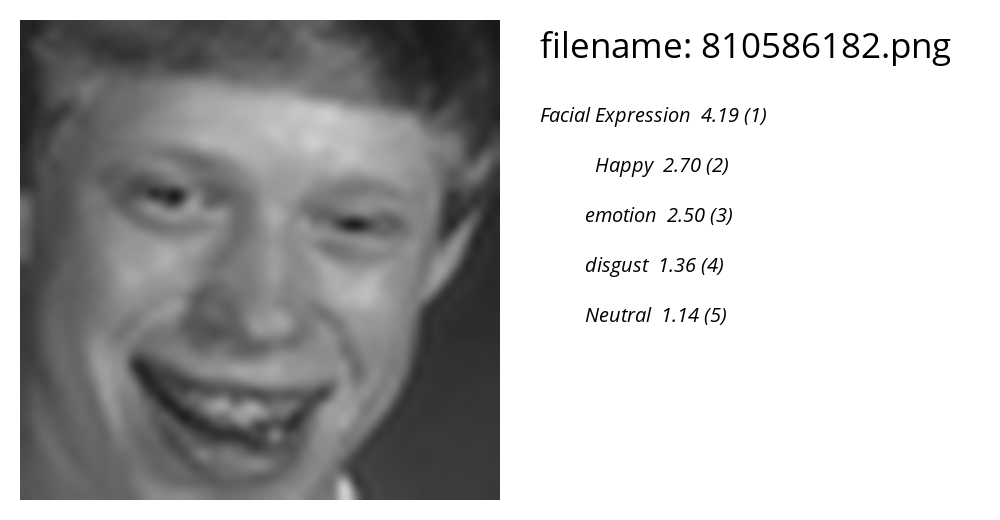 filename: 810586182.png
Facial Expression 4.19 (1)
Happy 2.70 (2)
emotion 2.50 (3)
disgust 1.36 (4)
Neutral 1.14 (5)